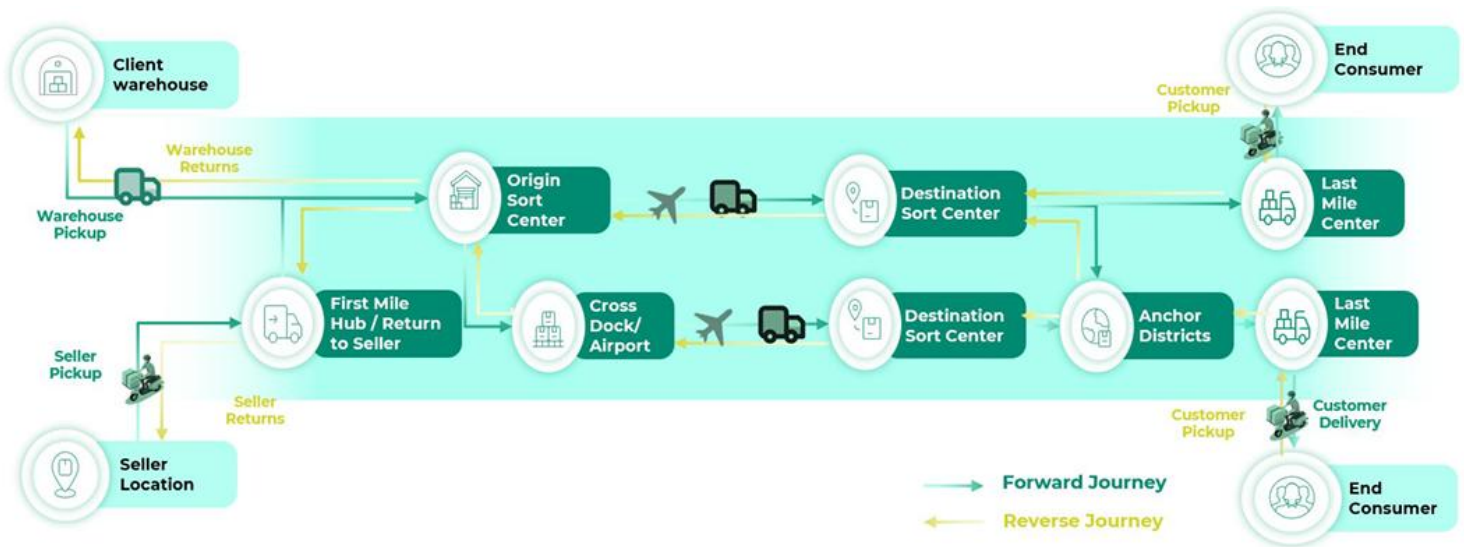 Client
warehouse
End
Consumer
Customer
Pickup
Warehouse
Returns
Warehouse
Pickup
Origin
Sort
Center
Destination
Sort Center
Last
Mile
Center
First Mile
Hub / Return
to Seller
Cross
Dock/
Airport
Destination
Sort Center
Anchor
Districts
Last
Mile
Center
Seller
Pickup
Seller
Returns
Customer
Pickup
Customer
Delivery
Seller
Location
Forward Journey
Reverse Journey
End
Consumer